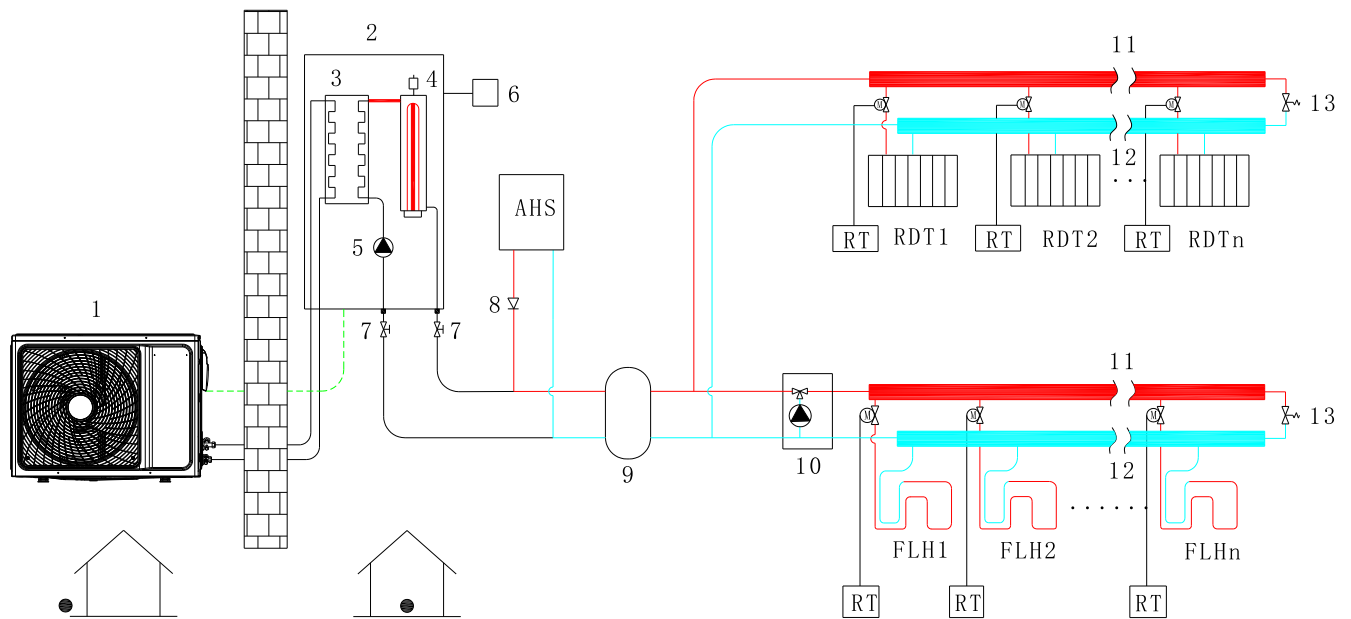 2
11
3 4
6 13
M M M
12
. . .
AHS
RT RDT1 RT RDT2 RT RDTn
5
8
1
7 7
11
M M M 13
9 10 12
. . . . . .
FLH1 FLH2 FLHn
RT RT RT